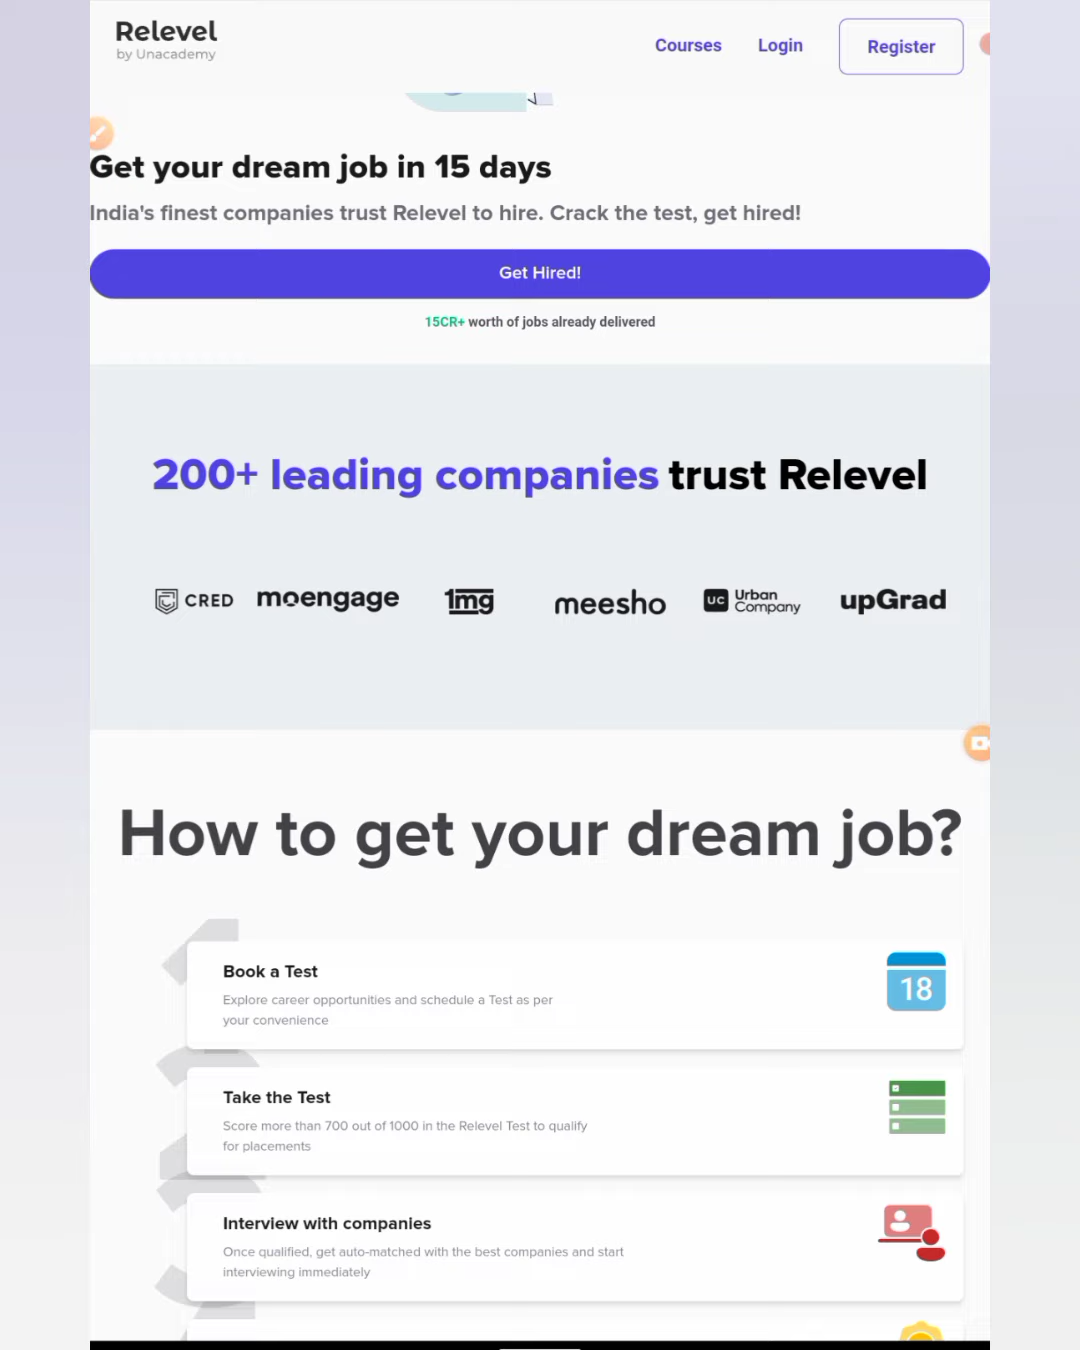 Relevel
by Unacademy
Courses
Login
Register
Get your dream job in 15 days
India's finest companies trust Relevel to hire. Crack the test, get hired!
Get Hired!
15CR+ worth of jobs already delivered
200+ leading companies trust Relevel
CRED
moengage
1mg
meesho
UC Urban Company
upGrad
How to get your dream job?
1
Book a Test
Explore career opportunities and schedule a Test as per
your convenience
18
2
Take the Test
Score more than 700 out of 1000 in the Relevel Test to qualify
for placements
3
Interview with companies
Once qualified, get auto-matched with the best companies and start
interviewing immediately